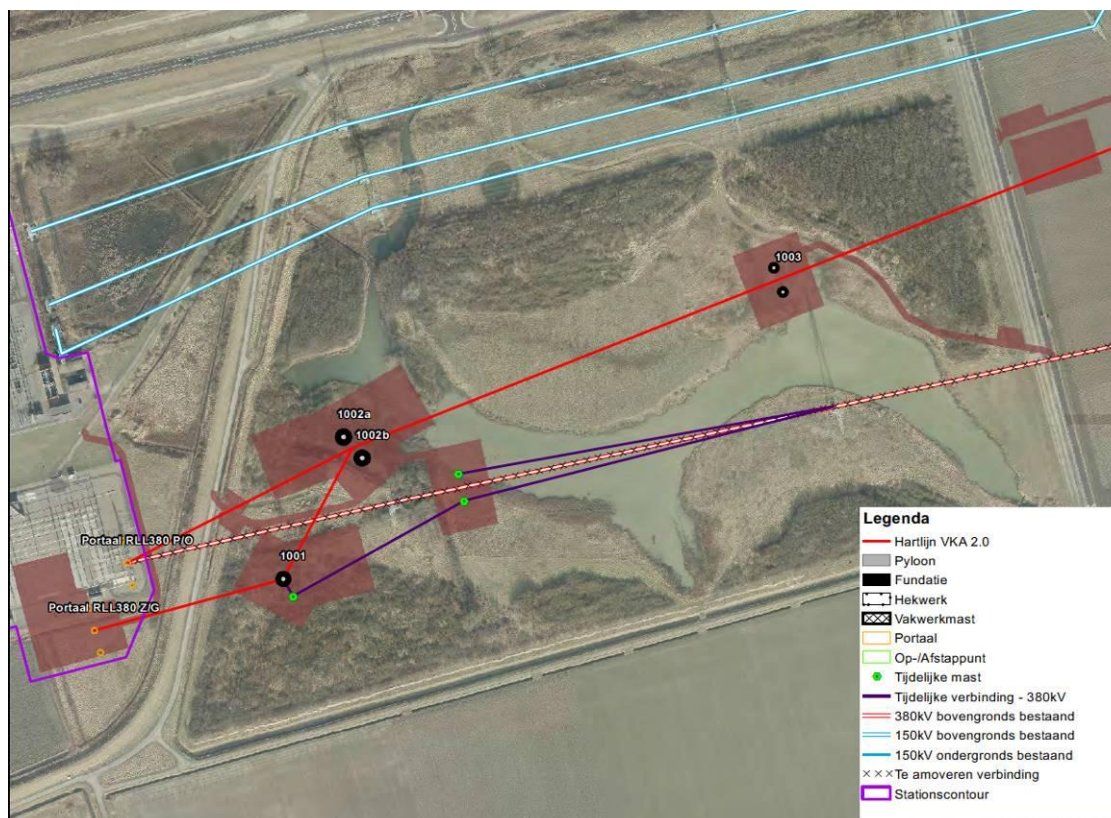 1003
1002a
1002b
Portaal RLL380 P/O
1001
Portaal RLL380 Z/G
Legenda
Hartlijn VKA 2.0
Pyloon
Fundatie
Hekwerk
Vakwerkmast
Portaal
Op-/Afstappunt
Tijdelijke mast
Tijdelijke verbinding - 380kV
380kV bovengronds bestaand
150kV bovengronds bestaand
150kV ondergronds bestaand
Te amoveren verbinding
Stationscontour